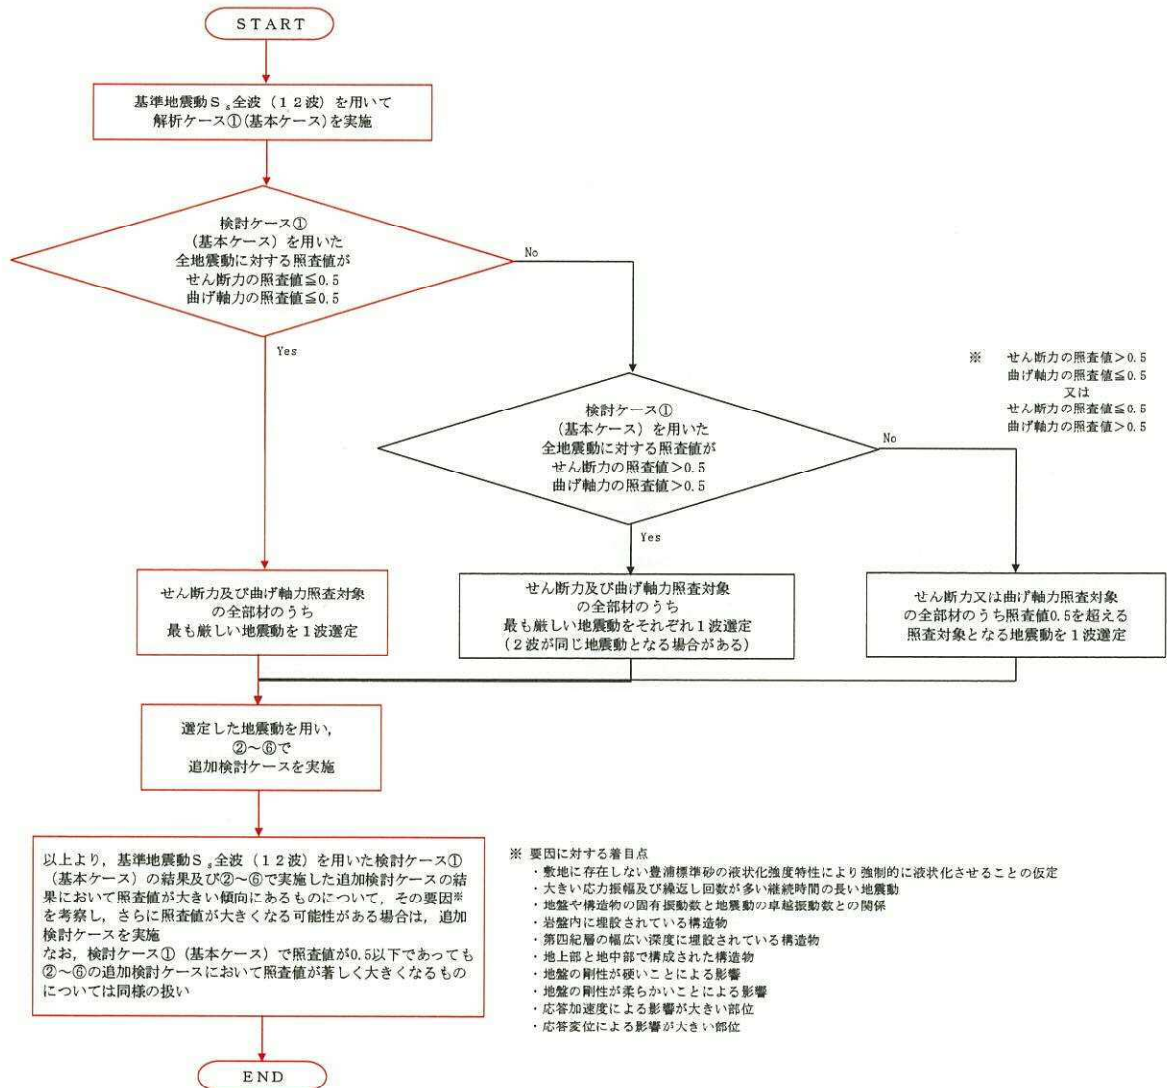 START
基準地震動Ss全波（12波）を用いて
解析ケース①(基本ケース)を実施
検討ケース①
（基本ケース）を用いた
全地震動に対する照査値が
せん断力の照査値≦0.5
曲げ軸力の照査値≦0.5
No
Yes
※ せん断力の照査値＞0.5
曲げ軸力の照査値≦0.5
又は
せん断力の照査値≦0.5
曲げ軸力の照査値＞0.5
検討ケース①
（基本ケース）を用いた
全地震動に対する照査値が
せん断力の照査値＞0.5
曲げ軸力の照査値＞0.5
No
Yes
せん断力及び曲げ軸力照査対象
の全部材のうち
最も厳しい地震動を１波選定
せん断力及び曲げ軸力照査対象
の全部材のうち
最も厳しい地震動をそれぞれ１波選定
（２波が同じ地震動となる場合がある）
せん断力又は曲げ軸力照査対象
の全部材のうち照査値0.5を超える
照査対象となる地震動を１波選定
選定した地震動を用い，
②～⑥で
追加検討ケースを実施
以上より，基準地震動Ss全波（12波）を用いた検討ケース①
（基本ケース）の結果及び②～⑥で実施した追加検討ケースの結
果において照査値が大きい傾向にあるものについて，その要因※
を考察し，さらに照査値が大きくなる可能性がある場合は，追加
検討ケースを実施
なお，検討ケース①（基本ケース）で照査値が0.5以下であっても
②～⑥の追加検討ケースにおいて照査値が著しく大きくなるもの
については同様の扱い
※ 要因に対する着目点
・敷地に存在しない豊浦標準砂の液状化強度特性により強制的に液状化させることの仮定
・大きい応力振幅及び繰返し回数が多い継続時間の長い地震動
・地盤や構造物の固有振動数と地震動の卓越振動数との関係
・岩盤内に埋設されている構造物
・第四紀層の幅広い深度に埋設されている構造物
・地上部と地中部で構成された構造物
・地盤の剛性が硬いことによる影響
・地盤の剛性が柔らかいことによる影響
・応答加速度による影響が大きい部位
・応答変位による影響が大きい部位
END